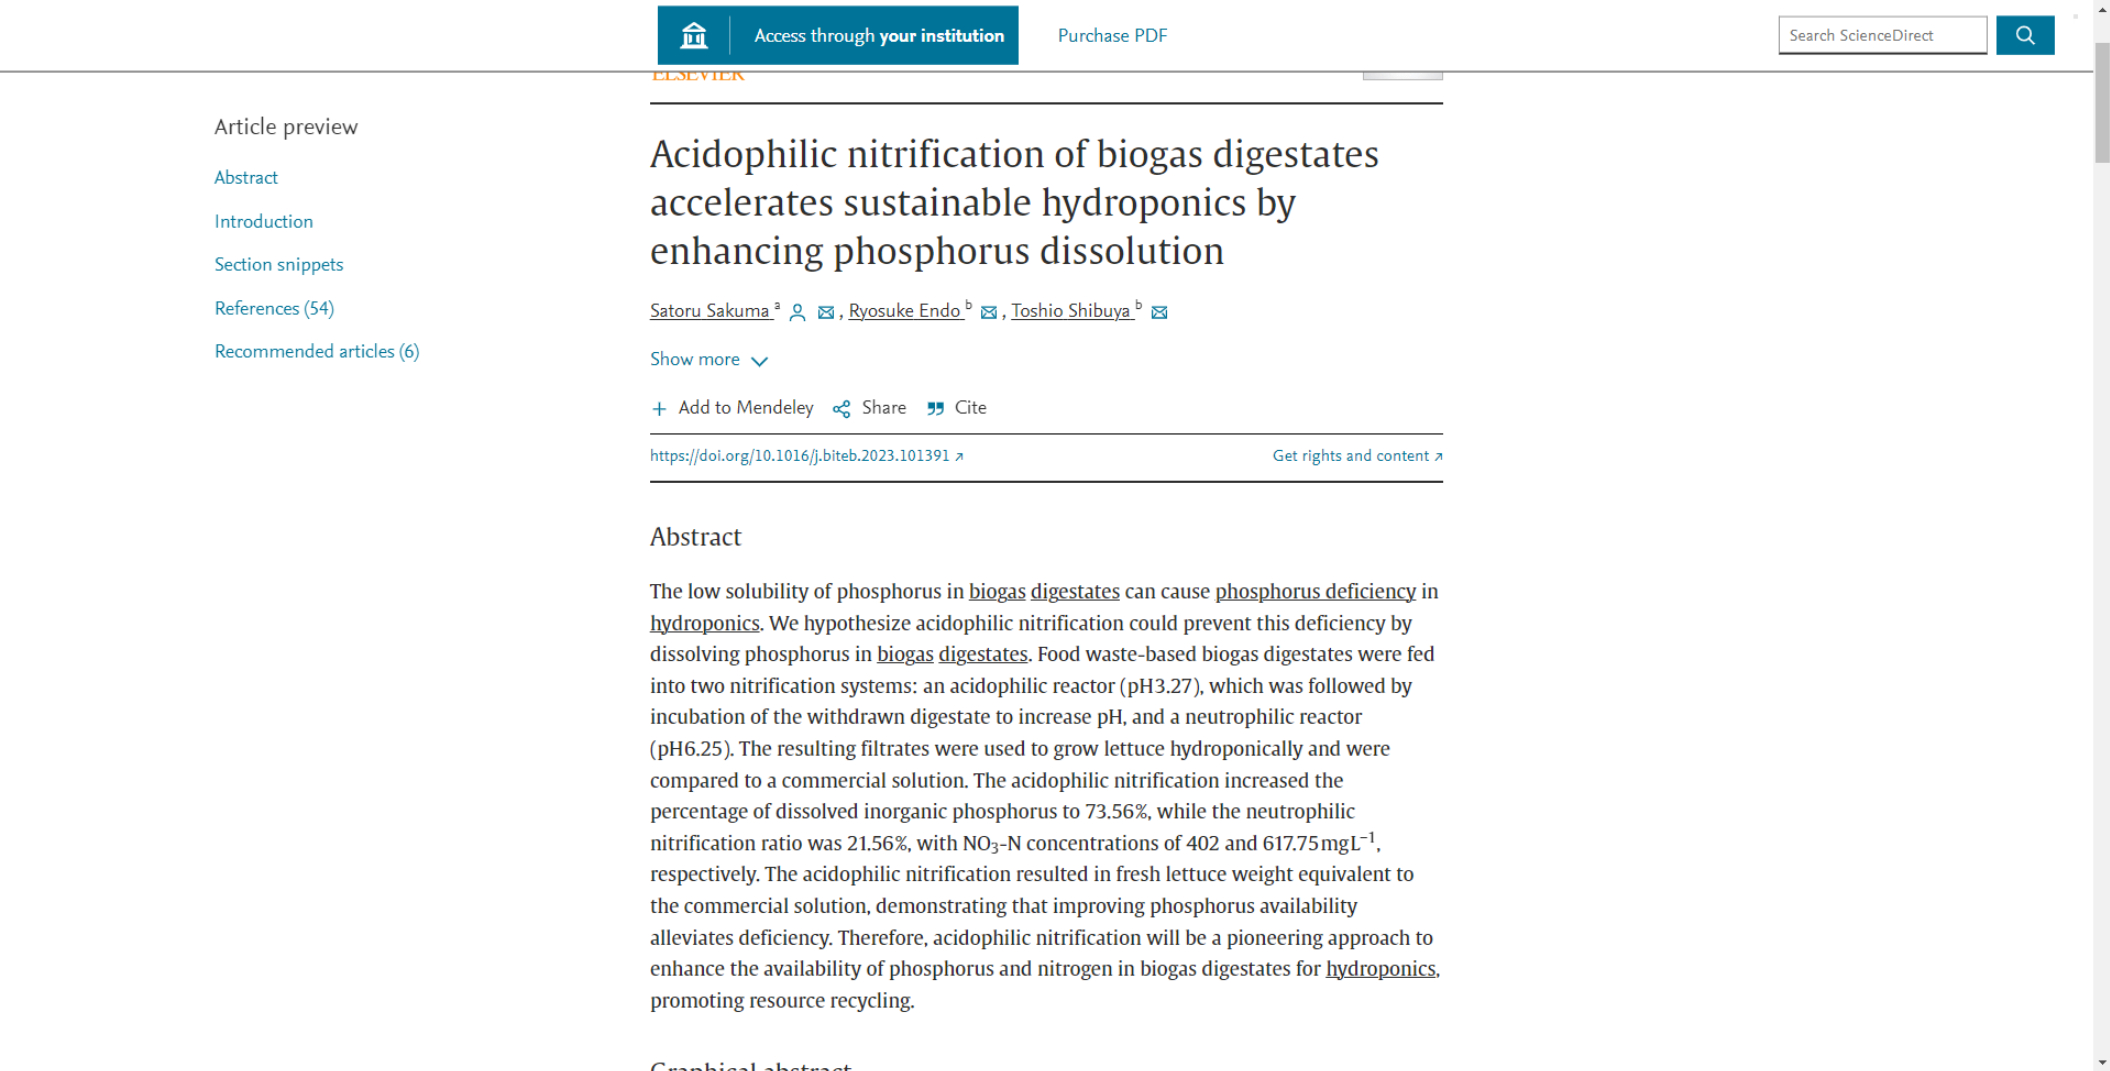 Access through your institution
Purchase PDF
Search ScienceDirect
ELSEVIER
Article preview
Abstract
Introduction
Section snippets
References (54)
Recommended articles (6)
Acidophilic nitrification of biogas digestates
accelerates sustainable hydroponics by
enhancing phosphorus dissolution
Satoru Sakuma a, Ryosuke Endo b, Toshio Shibuya b
Show more
+ Add to Mendeley Share Cite
https://doi.org/10.1016/j.biteb.2023.101391 ↗
Get rights and content ↗
Abstract
The low solubility of phosphorus in biogas digestates can cause phosphorus deficiency in
hydroponics. We hypothesize acidophilic nitrification could prevent this deficiency by
dissolving phosphorus in biogas digestates. Food waste-based biogas digestates were fed
into two nitrification systems: an acidophilic reactor (pH3.27), which was followed by
incubation of the withdrawn digestate to increase pH, and a neutrophilic reactor
(pH6.25). The resulting filtrates were used to grow lettuce hydroponically and were
compared to a commercial solution. The acidophilic nitrification increased the
percentage of dissolved inorganic phosphorus to 73.56%, while the neutrophilic
nitrification ratio was 21.56%, with NO₃-N concentrations of 402 and 617.75 mg L⁻¹,
respectively. The acidophilic nitrification resulted in fresh lettuce weight equivalent to
the commercial solution, demonstrating that improving phosphorus availability
alleviates deficiency. Therefore, acidophilic nitrification will be a pioneering approach to
enhance the availability of phosphorus and nitrogen in biogas digestates for hydroponics,
promoting resource recycling.
Graphical abstract